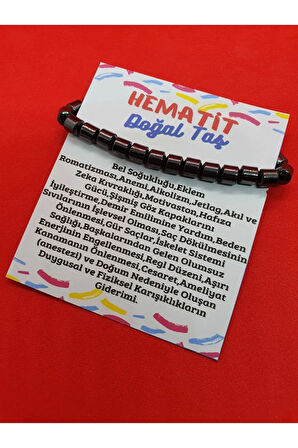 HEMATİT
Doğal Taş
Bel Soğukluğu,Eklem
Romatizması,Anemi,Alkolizm,Jetlag,Akıl ve
Zeka Kıvraklığı,Motivaston,Hafıza
Gücü,Şişmiş Göz Kapaklarını
İyileştirme,Demir Emilimine Yardım,Beden
Sıvılarının İşlevsel Olması,Saç Dökülmesinin
Önlenmesi,Gür Saçlar,İskelet Sistemi
Sağlığı,Başkalarından Gelen Olumsuz
Enerjinin Engellenmesi,Regl Düzeni,Aşırı
Kanamanın Önlenmesi,Cesaret,Ameliyat
(anestezi) ve Doğum Nedeniyle Oluşan
Duygusal ve Fiziksel Karışıklıkların
Giderimi.